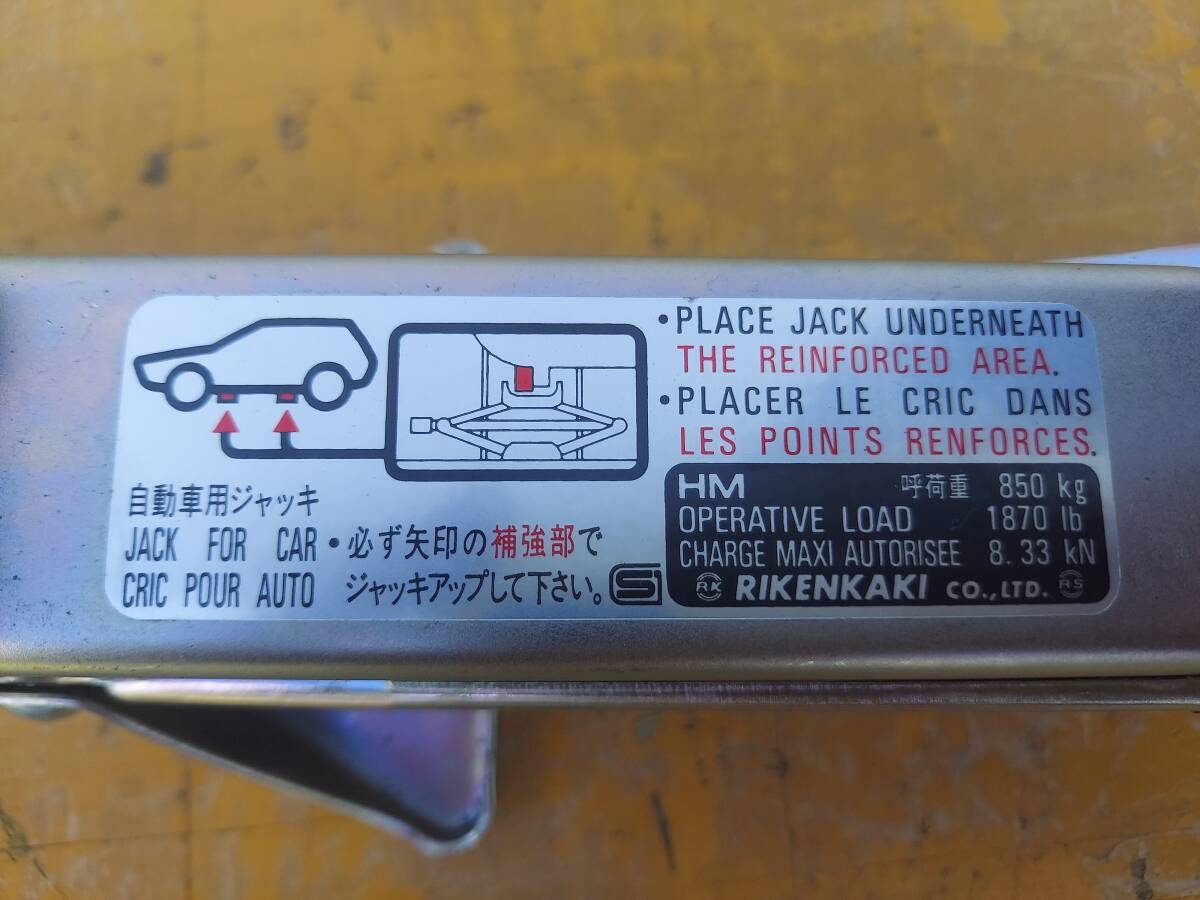 ・PLACE JACK UNDERNEATH
THE REINFORCED AREA.
・PLACER LE CRIC DANS
LES POINTS RENFORCES.
自動車用ジャッキ
JACK FOR CAR
CRIC POUR AUTO
・必ず矢印の補強部で
ジャッキアップして下さい。
HM 呼荷重 850 kg
OPERATIVE LOAD 1870 lb
CHARGE MAXI AUTORISEE 8.33 kN
RK RIKENKAKI CO.,LTD. RS